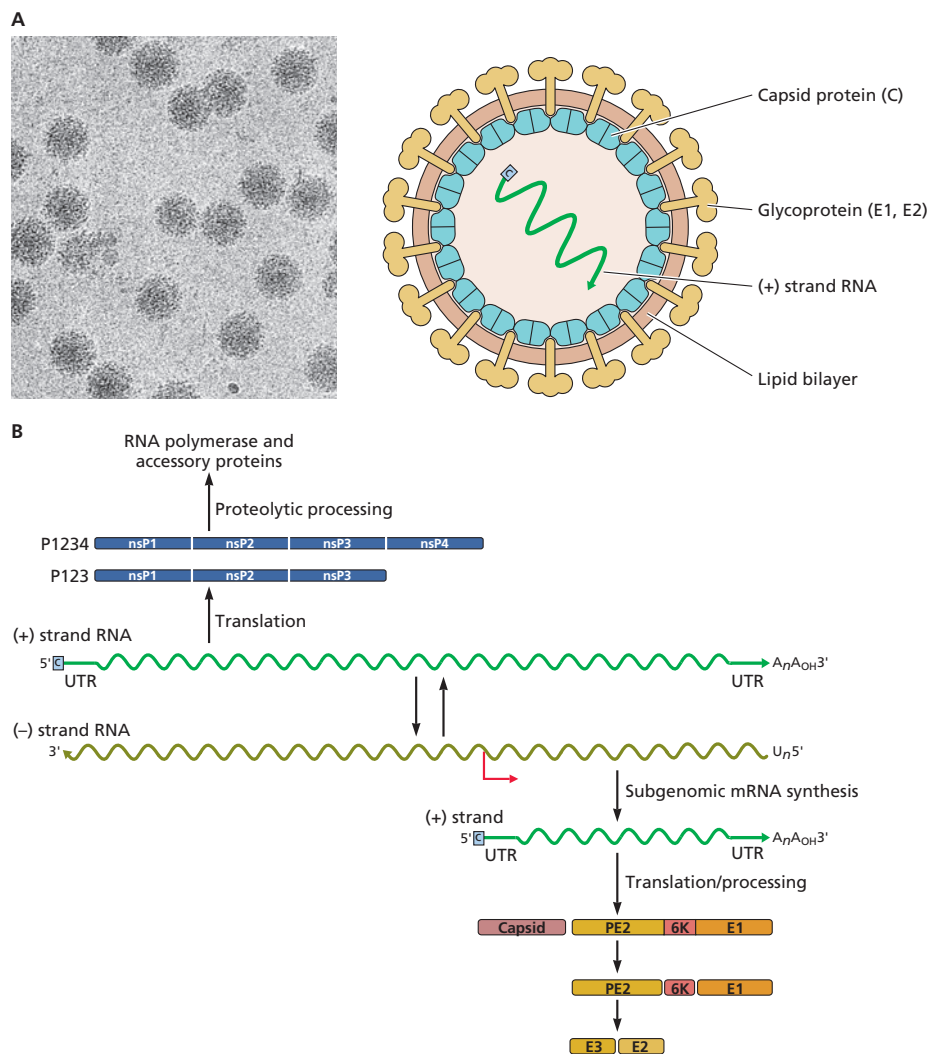 A
C
Capsid protein (C)
Glycoprotein (E1, E2)
(+) strand RNA
Lipid bilayer
B
RNA polymerase and
accessory proteins
Proteolytic processing
P1234 nsP1 nsP2 nsP3 nsP4
P123 nsP1 nsP2 nsP3
Translation
(+) strand RNA
5' C AnAOH3'
UTR UTR
(–) strand RNA
3' Un5'
Subgenomic mRNA synthesis
(+) strand
5' C AnAOH3'
UTR UTR
Translation/processing
Capsid PE2 6K E1
PE2 6K E1
E3 E2